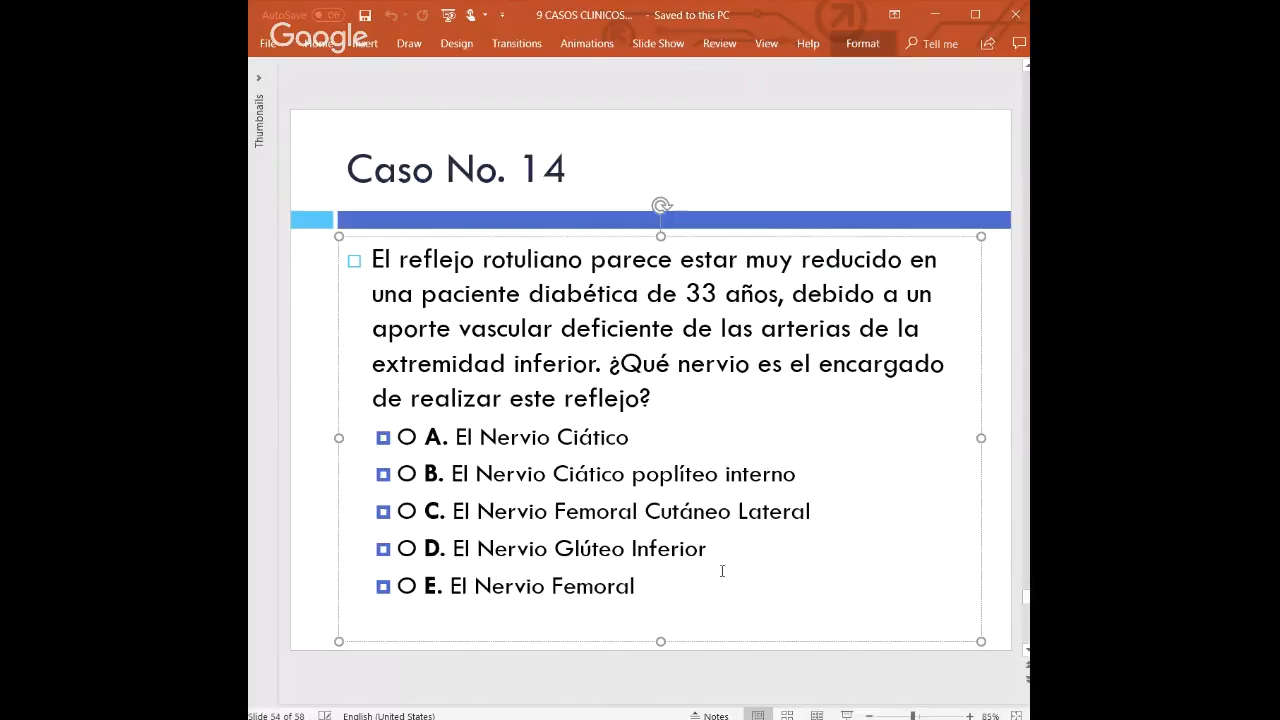 AutoSave Off 9 CASOS CLINICOS... - Saved to this PC
Google
File Home Insert Draw Design Transitions Animations Slide Show Review View Help Format Tell me
Thumbnails
Caso No. 14
El reflejo rotuliano parece estar muy reducido en
una paciente diabética de 33 años, debido a un
aporte vascular deficiente de las arterias de la
extremidad inferior. ¿Qué nervio es el encargado
de realizar este reflejo?
A. El Nervio Ciático
B. El Nervio Ciático poplíteo interno
C. El Nervio Femoral Cutáneo Lateral
D. El Nervio Glúteo Inferior
E. El Nervio Femoral
Slide 54 of 58 English (United States) Notes 85%